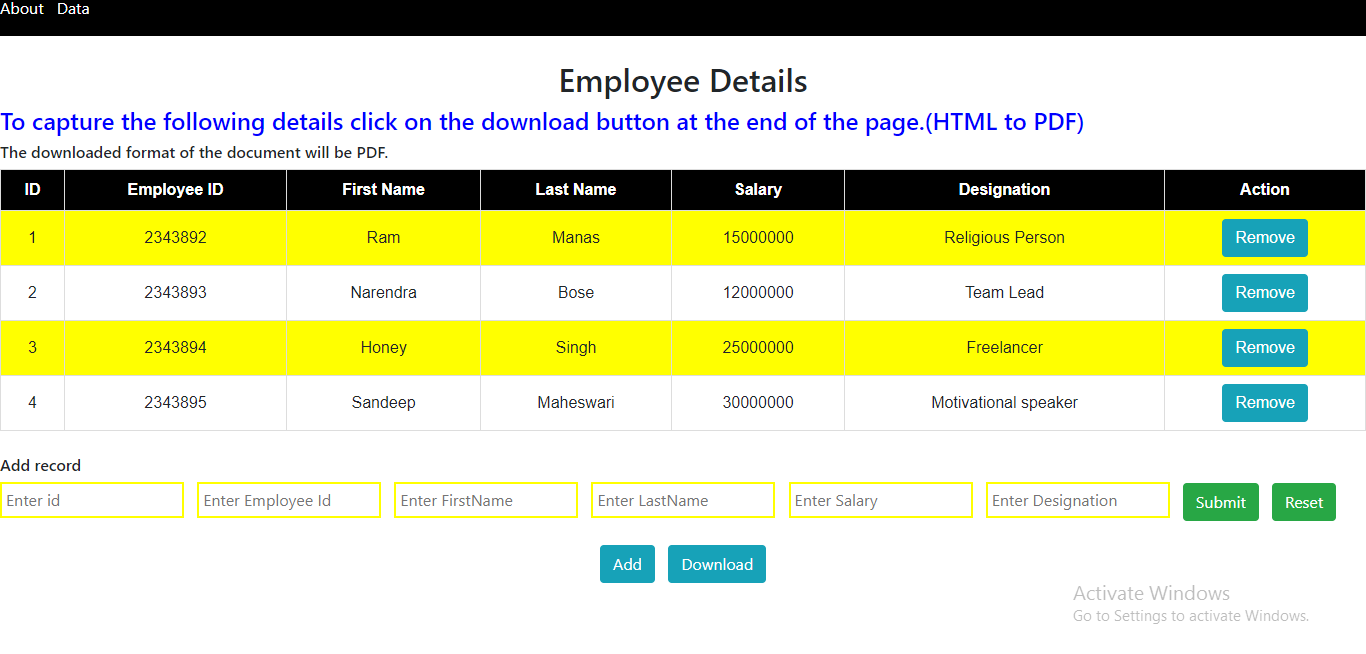 About Data
Employee Details
To capture the following details click on the download button at the end of the page.(HTML to PDF)
The downloaded format of the document will be PDF.
ID Employee ID First Name Last Name Salary Designation Action
1 2343892 Ram Manas 15000000 Religious Person Remove
2 2343893 Narendra Bose 12000000 Team Lead Remove
3 2343894 Honey Singh 25000000 Freelancer Remove
4 2343895 Sandeep Maheswari 30000000 Motivational speaker Remove
Add record
Enter id Enter Employee Id Enter FirstName Enter LastName Enter Salary Enter Designation Submit Reset
Add Download
Activate Windows
Go to Settings to activate Windows.